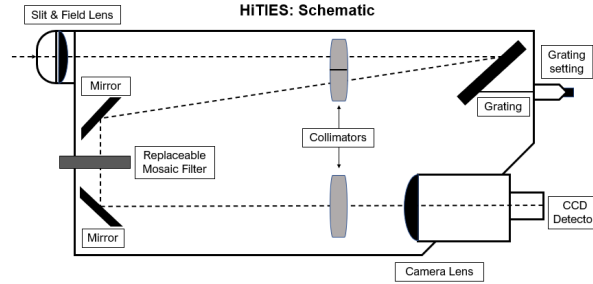 HiTIES: Schematic
Slit & Field Lens
Grating
setting
Mirror
Grating
Collimators
Replaceable
Mosaic Filter
CCD
Detecto
Mirror
Camera Lens